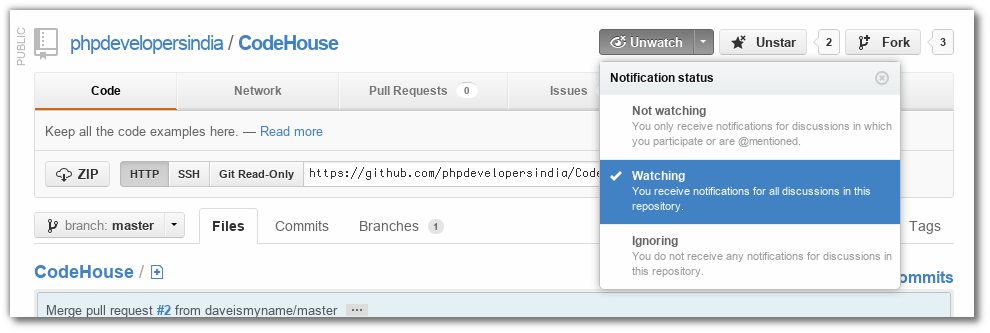 PUBLIC
phpdevelopersindia / CodeHouse
Unwatch
Unstar 2
Fork 3
Code
Network
Pull Requests 0
Issues
Notification status
Not watching
You only receive notifications for discussions in which
you participate or are @mentioned.
Watching
You receive notifications for all discussions in this
repository.
Ignoring
You do not receive any notifications for discussions in
this repository.
Keep all the code examples here. — Read more
ZIP
HTTP
SSH
Git Read-Only
https://github.com/phpdevelopersindia/Code
branch: master
Files
Commits
Branches 1
Tags
CodeHouse /
ommits
Merge pull request #2 from daveismyname/master ...